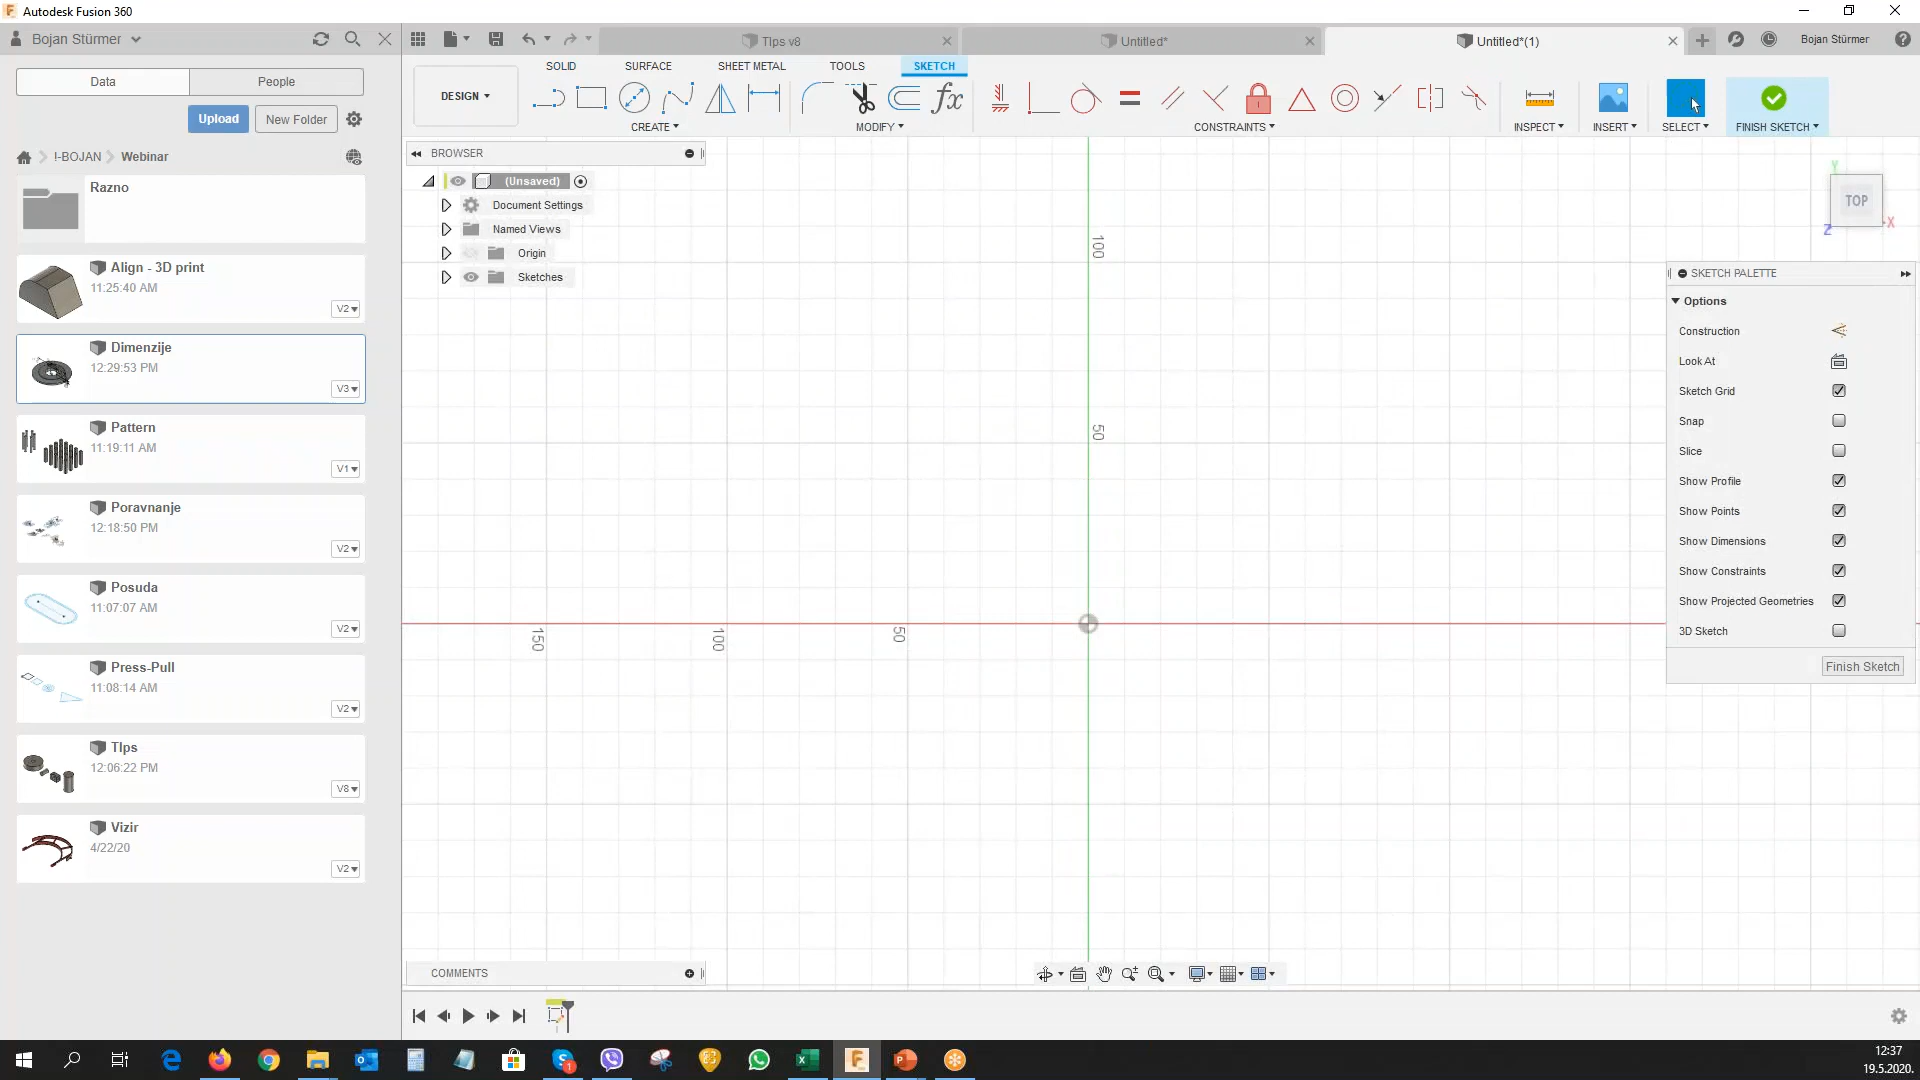 Autodesk Fusion 360
Bojan Stürmer
TIps v8
Untitled*
Untitled*(1)
Bojan Stürmer
Data
People
Upload
New Folder
!-BOJAN
Webinar
Razno
Align - 3D print
11:25:40 AM
V2
Dimenzije
12:29:53 PM
V3
Pattern
11:19:11 AM
V1
Poravnanje
12:18:50 PM
V2
Posuda
11:07:07 AM
V2
Press-Pull
11:08:14 AM
V2
TIps
12:06:22 PM
V8
Vizir
4/22/20
V2
SOLID
SURFACE
SHEET METAL
TOOLS
SKETCH
DESIGN
CREATE
MODIFY
CONSTRAINTS
INSPECT
INSERT
SELECT
FINISH SKETCH
BROWSER
(Unsaved)
Document Settings
Named Views
Origin
Sketches
100
50
150
100
50
TOP
Y
X
Z
SKETCH PALETTE
Options
Construction
Look At
Sketch Grid
Snap
Slice
Show Profile
Show Points
Show Dimensions
Show Constraints
Show Projected Geometries
3D Sketch
Finish Sketch
COMMENTS
12:37
19.5.2020.